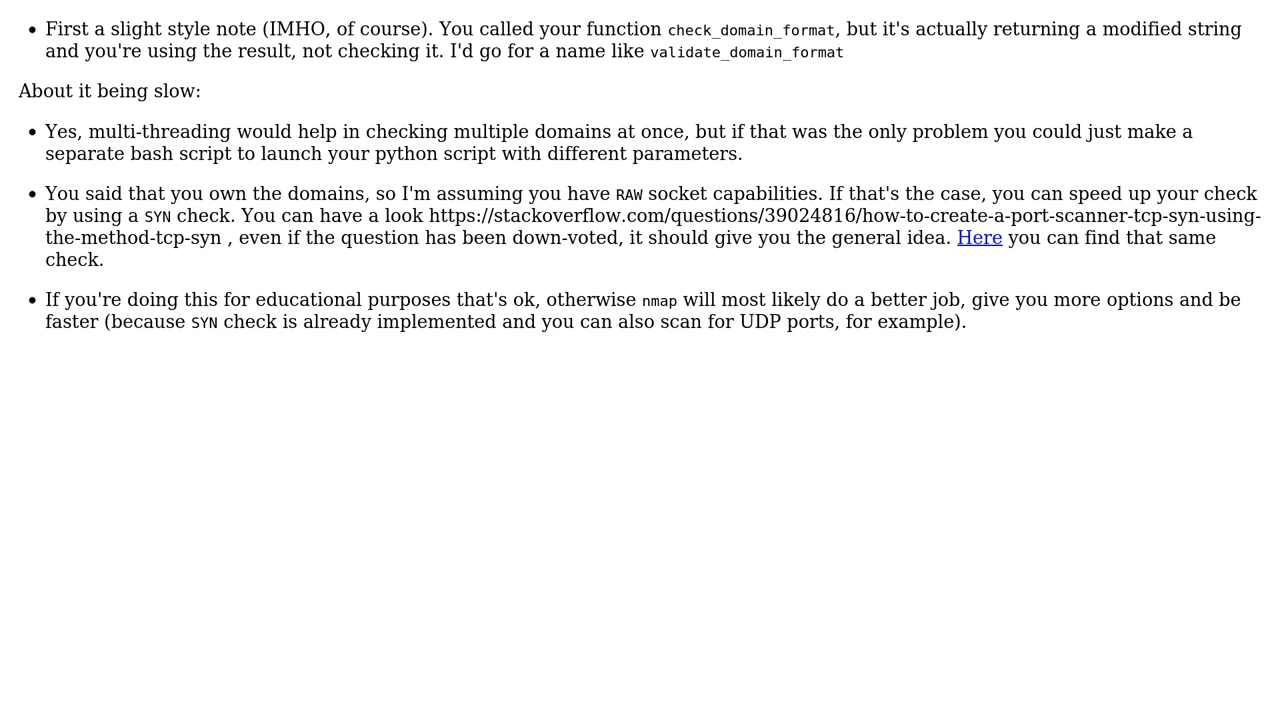 • First a slight style note (IMHO, of course). You called your function check_domain_format, but it's actually returning a modified string
and you're using the result, not checking it. I'd go for a name like validate_domain_format
About it being slow:
• Yes, multi-threading would help in checking multiple domains at once, but if that was the only problem you could just make a
separate bash script to launch your python script with different parameters.
• You said that you own the domains, so I'm assuming you have RAW socket capabilities. If that's the case, you can speed up your check
by using a SYN check. You can have a look https://stackoverflow.com/questions/39024816/how-to-create-a-port-scanner-tcp-syn-using-
the-method-tcp-syn , even if the question has been down-voted, it should give you the general idea. Here you can find that same
check.
• If you're doing this for educational purposes that's ok, otherwise nmap will most likely do a better job, give you more options and be
faster (because SYN check is already implemented and you can also scan for UDP ports, for example).